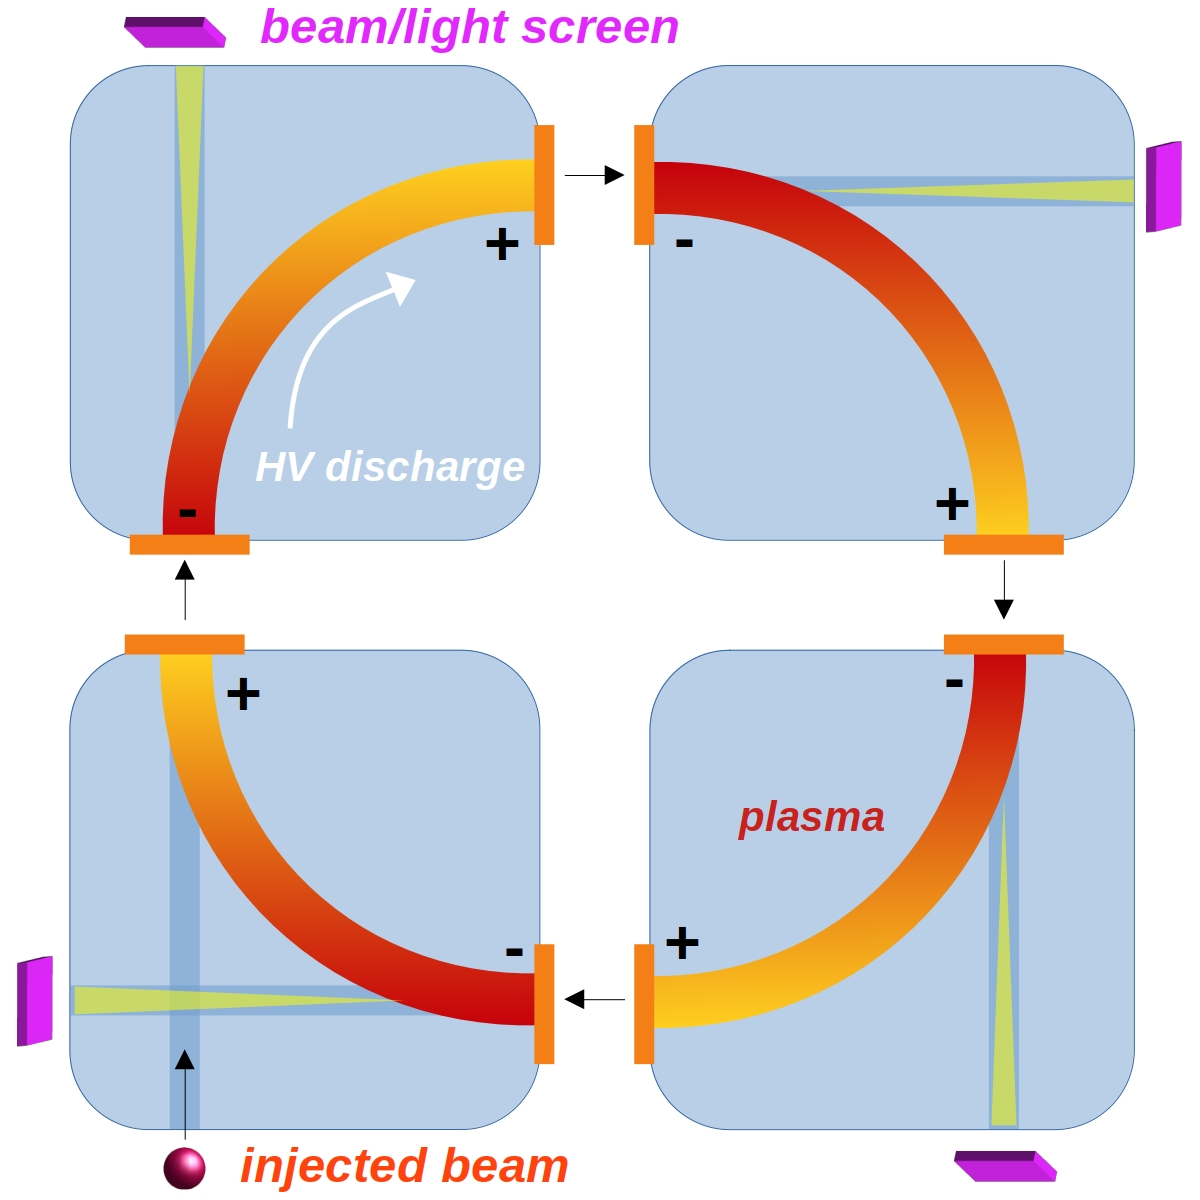 beam/light screen
+
-
HV discharge
-
+
+
-
plasma
-
+
injected beam